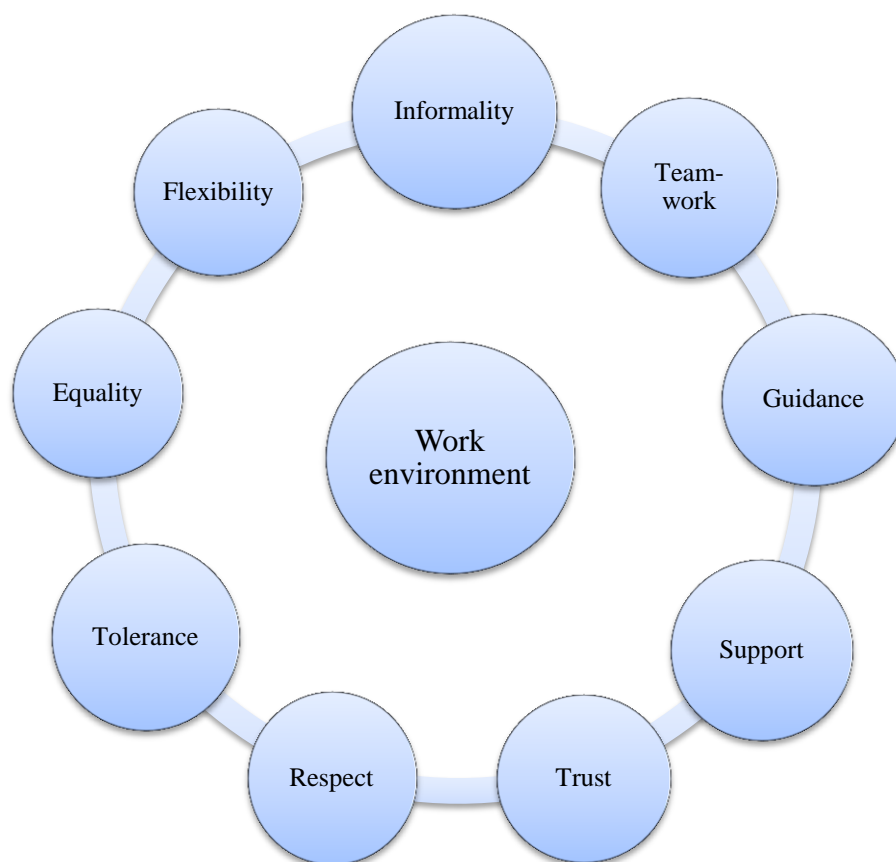 Informality
Team-
work
Guidance
Support
Trust
Respect
Tolerance
Equality
Flexibility
Work
environment